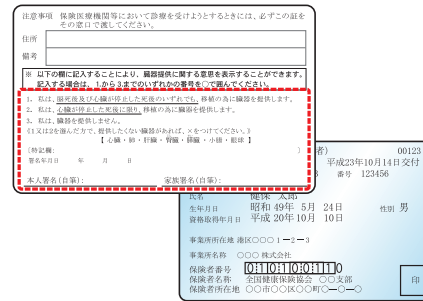 注意事項 保険医療機関等において診療を受けようとするときには、必ずこの証を
その窓口で渡してください。
住所
備考
※ 以下の欄に記入することにより、臓器提供に関する意思を表示することができます。
記入する場合は、1.から3.までのいずれかの番号を○で囲んでください。
1. 私は、脳死後及び心臓が停止した死後のいずれでも、移植の為に臓器を提供します。
2. 私は、心臓が停止した死後に限り、移植の為に臓器を提供します。
3. 私は、臓器を提供しません。
《1又は2を選んだ方で、提供したくない臓器があれば、×をつけてください。》
【 心臓・肺・肝臓・腎臓・膵臓・小腸・眼球 】
〔特記欄: 〕
署名年月日 年 月 日
本人署名(自筆): 家族署名(自筆):
者) 00123
平成23年10月14日交付
番号 123456
氏名 健保 太郎
生年月日 昭和 49年 5月 24日 性別 男
資格取得年月日 平成 20年 10月 10日
事業所所在地 港区○○○ 1－2－3
事業所名称 ○○○ 株式会社
保険者番号 0 1 1 0 1 0 0 1 1 0
保険者名称 全国健康保険協会 ○○支部
保険者所在地 ○○市○○区○○町○－○－○
印